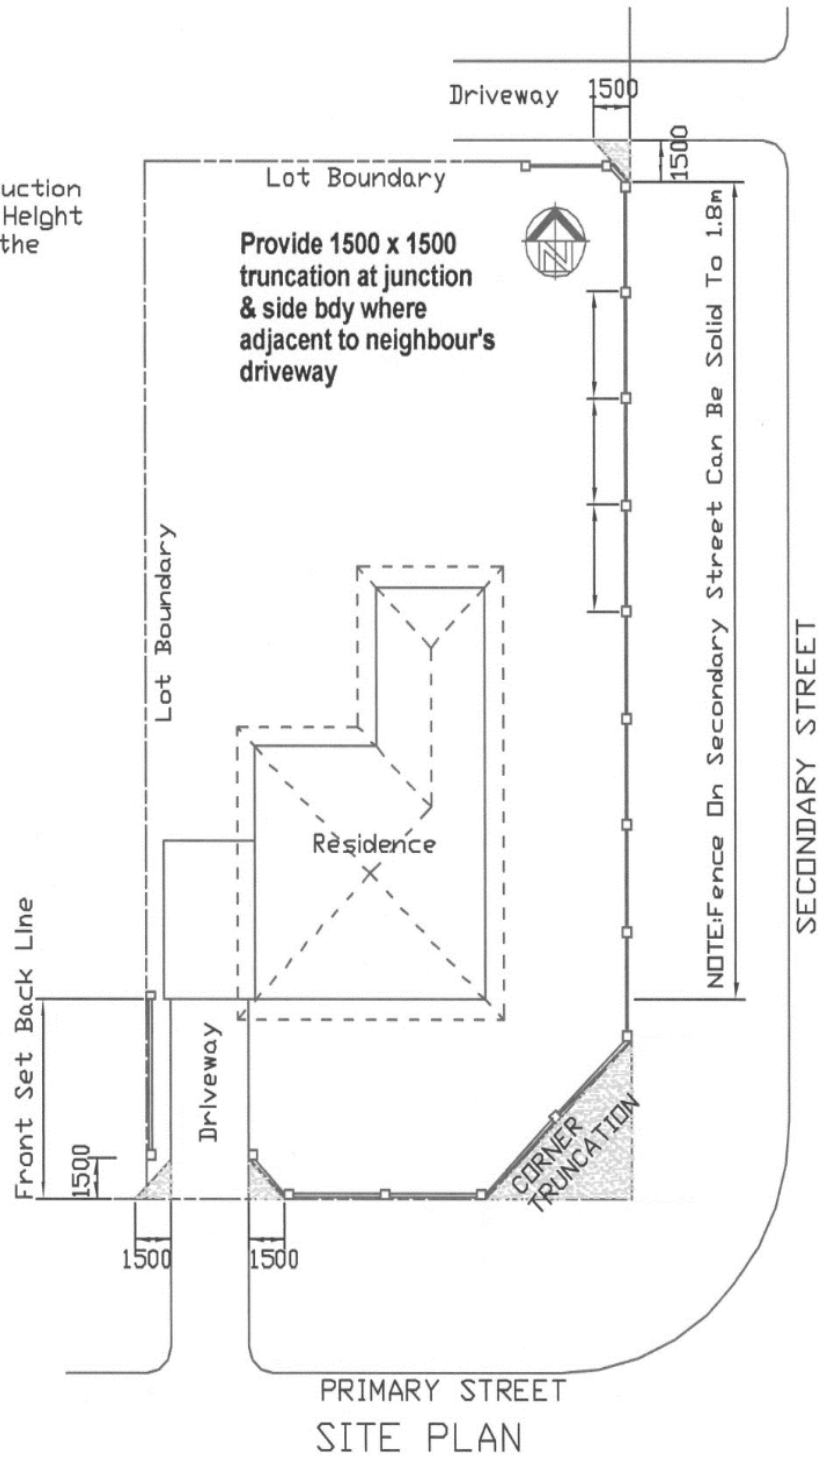 Driveway
1500
1500
uction
Height
the
Lot Boundary
Provide 1500 x 1500
truncation at junction
& side bdy where
adjacent to neighbour's
driveway
N
NOTE:Fence On Secondary Street Can Be Solid To 1.8m
Lot Boundary
SECONDARY STREET
Residence
Front Set Back Line
Driveway
1500
CORNER
TRUNCATION
1500
1500
PRIMARY STREET
SITE PLAN